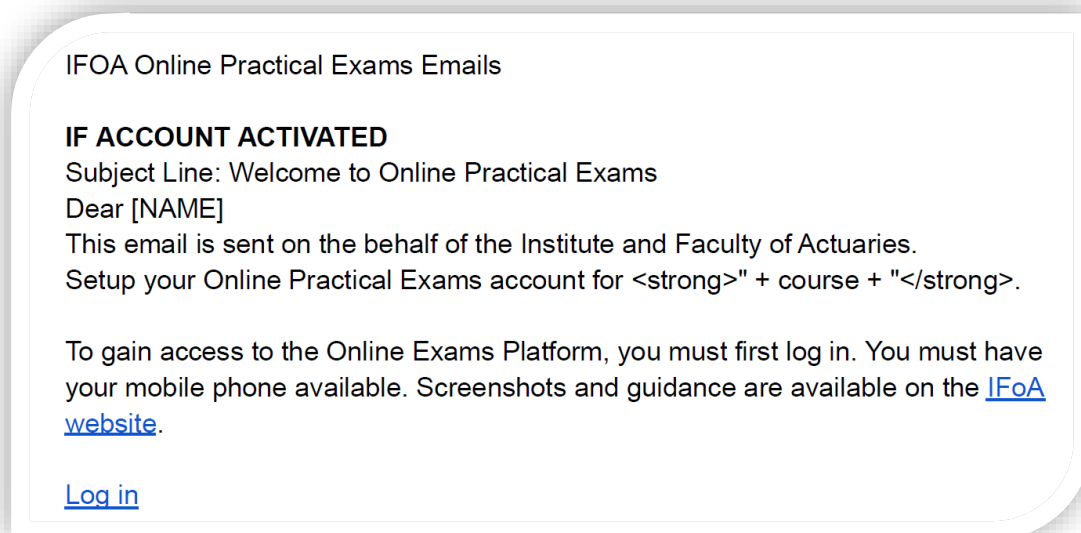 IFOA Online Practical Exams Emails
IF ACCOUNT ACTIVATED
Subject Line: Welcome to Online Practical Exams
Dear [NAME]
This email is sent on the behalf of the Institute and Faculty of Actuaries.
Setup your Online Practical Exams account for <strong>" + course + "</strong>.
To gain access to the Online Exams Platform, you must first log in. You must have
your mobile phone available. Screenshots and guidance are available on the IFoA
website.
Log in